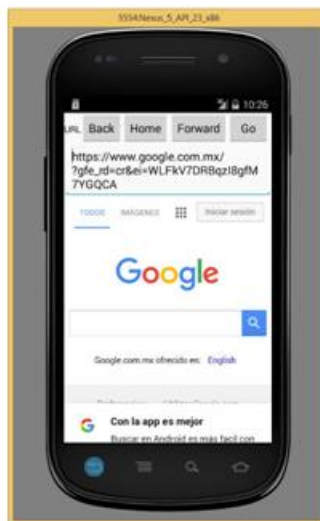 5554:Nexus_5_API_23_x86
10:26
URL Back Home Forward Go
https://www.google.com.mx/
?gfe_rd=cr&ei=WLFkV7DRBqzI8gfM
7YGQCA
TODOS IMÁGENES Iniciar sesión
Google
Google.com.mx ofrecido en: English
Con la app es mejor
Buscar en Android es más fácil con